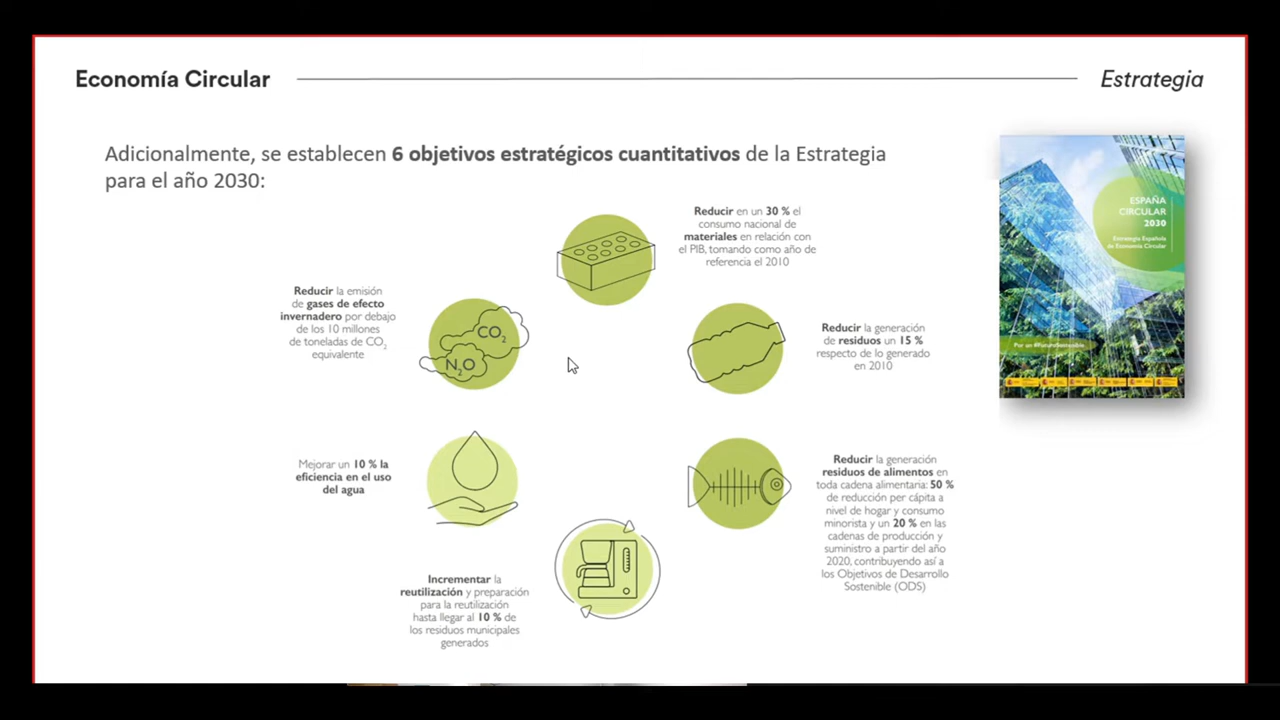 Economía Circular
Estrategia
Adicionalmente, se establecen 6 objetivos estratégicos cuantitativos de la Estrategia
para el año 2030:
Reducir en un 30 % el
consumo nacional de
materiales en relación con
el PIB, tomando como año de
referencia el 2010
Reducir la generación
de residuos un 15 %
respecto de lo generado
en 2010
Reducir la generación
residuos de alimentos en
toda cadena alimentaria: 50 %
de reducción per cápita a
nivel de hogar y consumo
minorista y un 20 % en las
cadenas de producción y
suministro a partir del año
2020, contribuyendo así a
los Objetivos de Desarrollo
Sostenible (ODS)
Incrementar la
reutilización y preparación
para la reutilización
hasta llegar al 10 % de
los residuos municipales
generados
Mejorar un 10 % la
eficiencia en el uso
del agua
Reducir la emisión
de gases de efecto
invernadero por debajo
de los 10 millones
de toneladas de CO2
equivalente
CO2
N2O
ESPAÑA
CIRCULAR
2030
Estrategia Española
de Economía Circular
Por un #FuturoSostenible